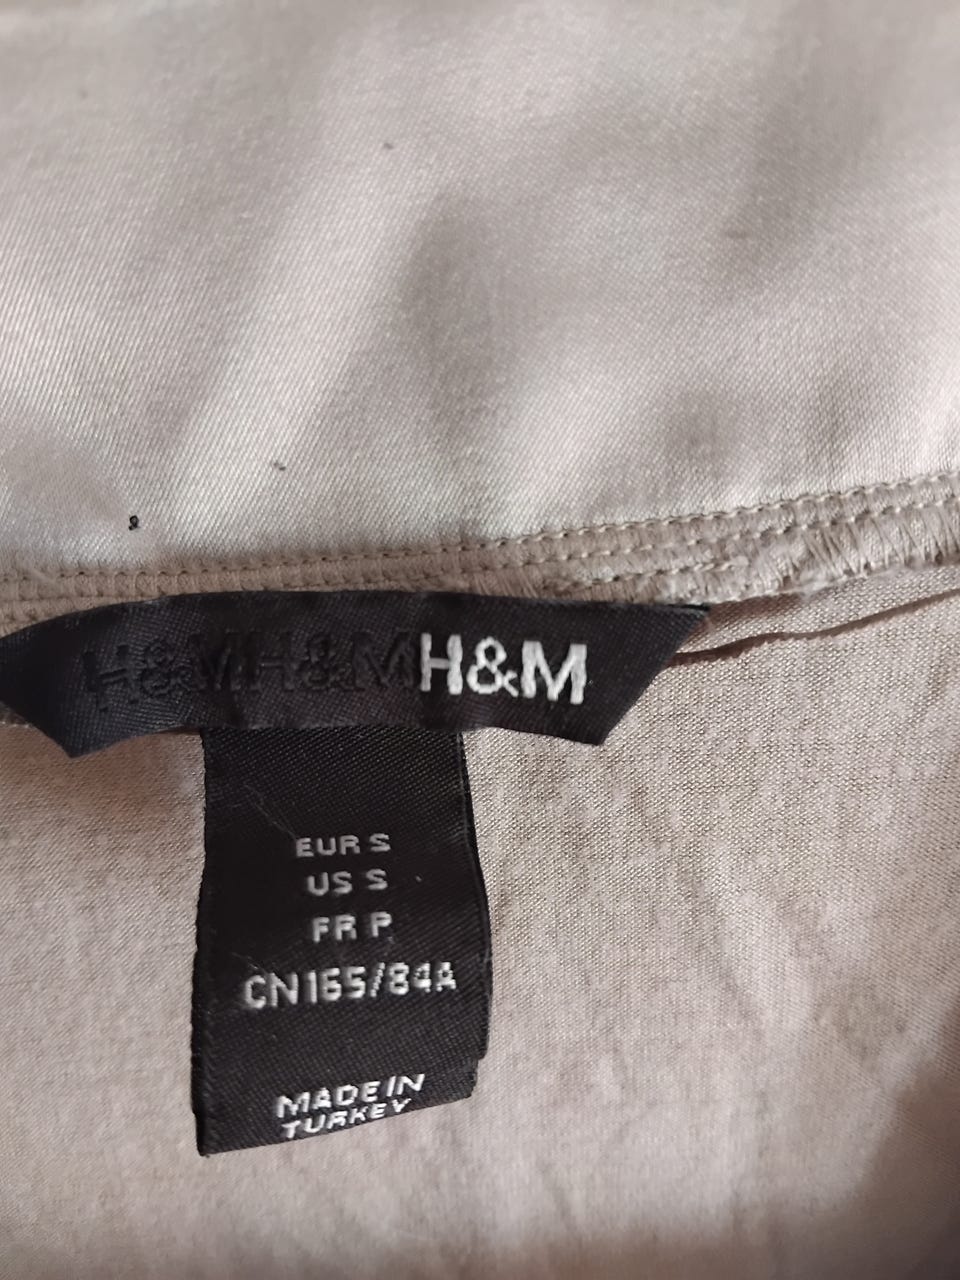 H&MH&MH&M
EUR S
US S
FR P
CN165/84A
MADE IN
TURKEY